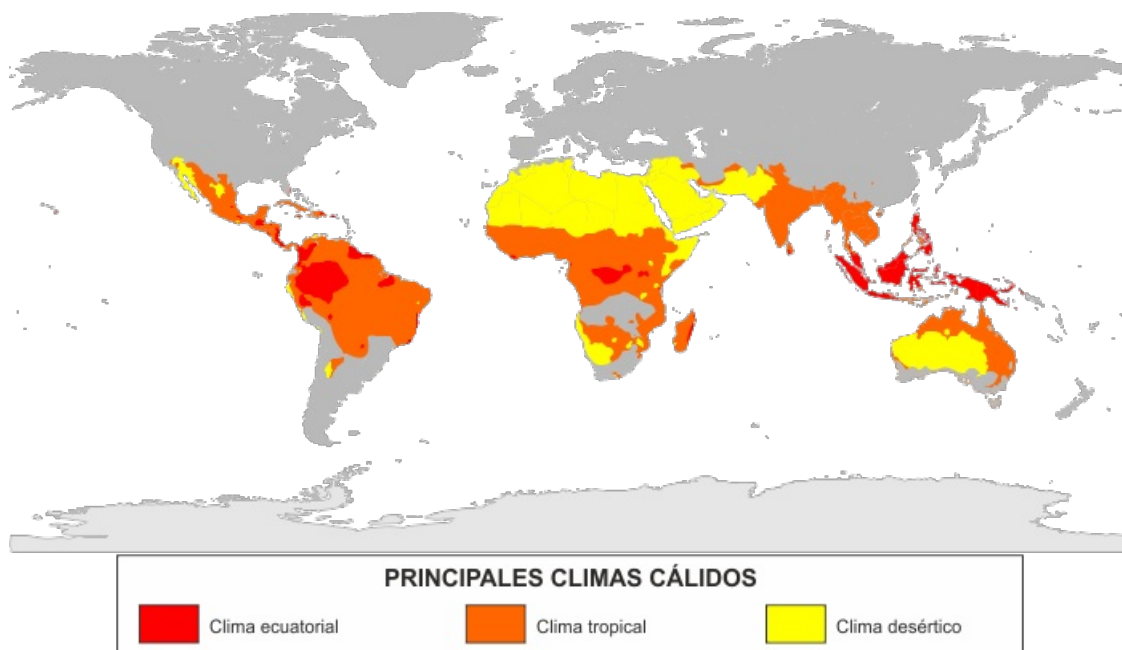 PRINCIPALES CLIMAS CÁLIDOS
Clima ecuatorial
Clima tropical
Clima desértico